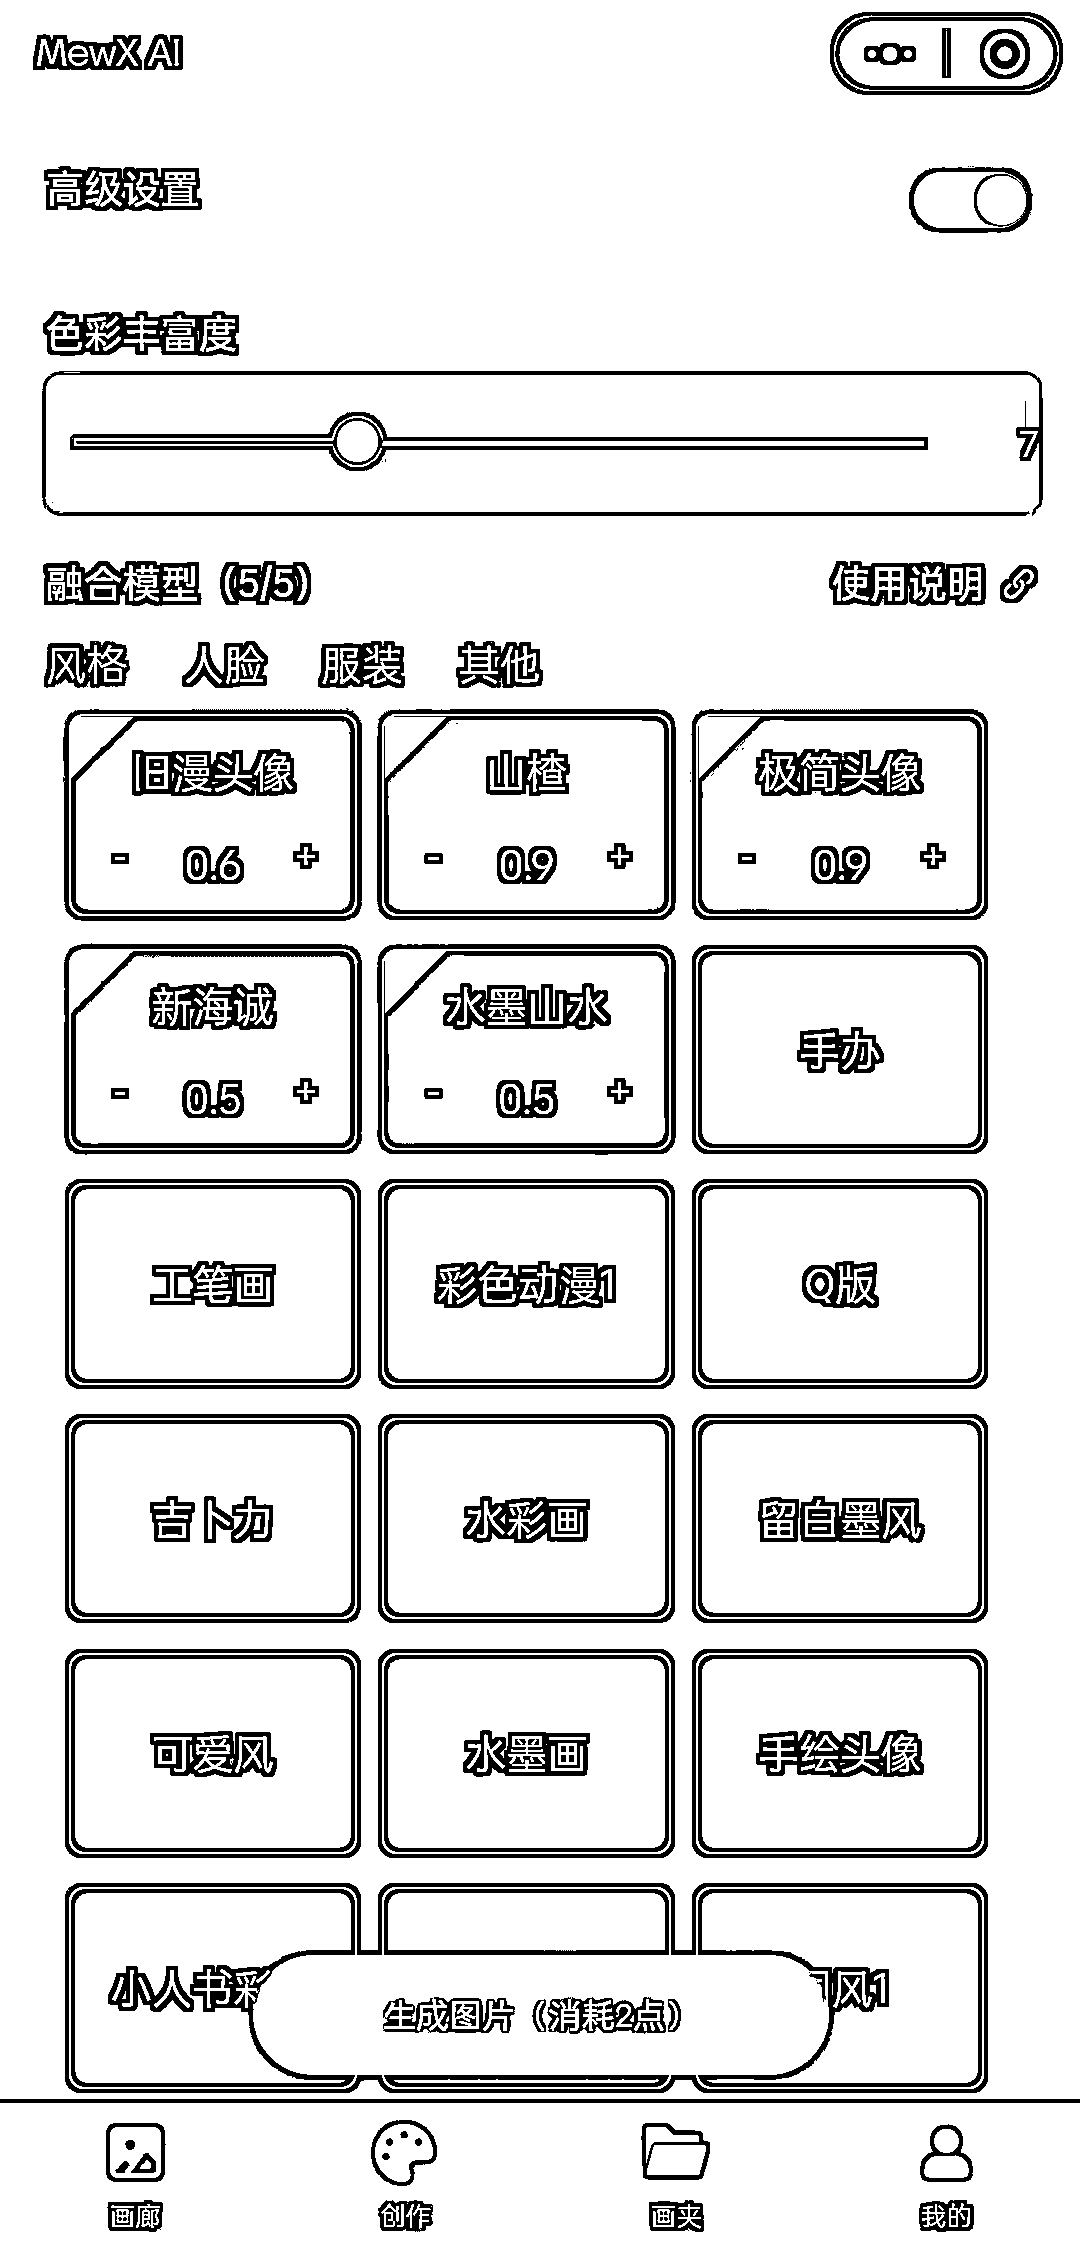 MewX AI
高级设置
色彩丰富度
7
融合模型（5/5） 使用说明
风格 人脸 服装 其他
旧漫头像 山楂 极简头像
- 0.6 + - 0.9 + - 0.9 +
新海诚 水墨山水 手办
- 0.5 + - 0.5 +
工笔画 彩色动漫1 Q版
吉卜力 水彩画 留白墨风
可爱风 水墨画 手绘头像
小人书 风1
生成图片（消耗2点）
画廊 创作 画夹 我的